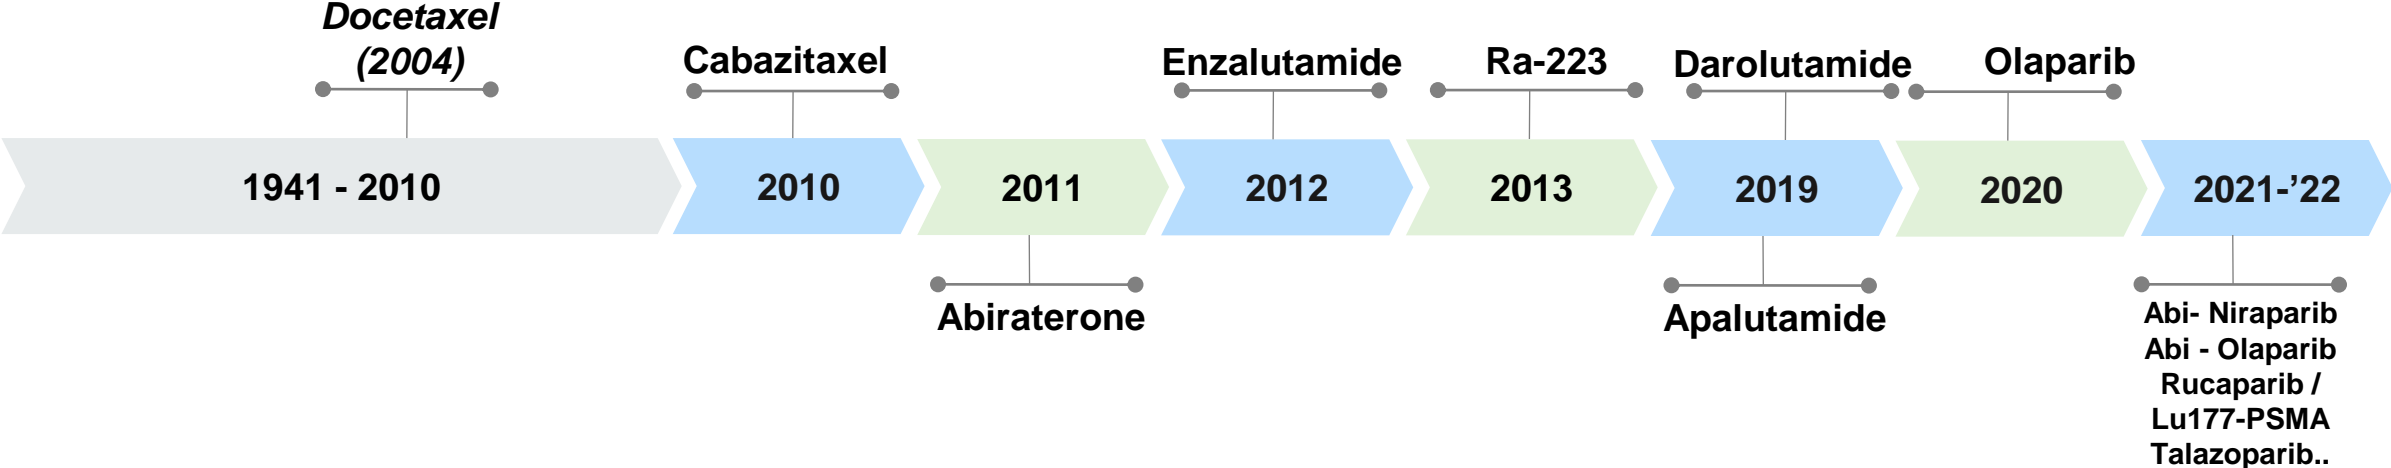 Docetaxel
(2004)
Cabazitaxel
Enzalutamide
Ra-223
Darolutamide
Olaparib
1941 - 2010
2010
2011
2012
2013
2019
2020
2021-’22
Abiraterone
Apalutamide
Abi- Niraparib
Abi - Olaparib
Rucaparib /
Lu177-PSMA
Talazoparib..